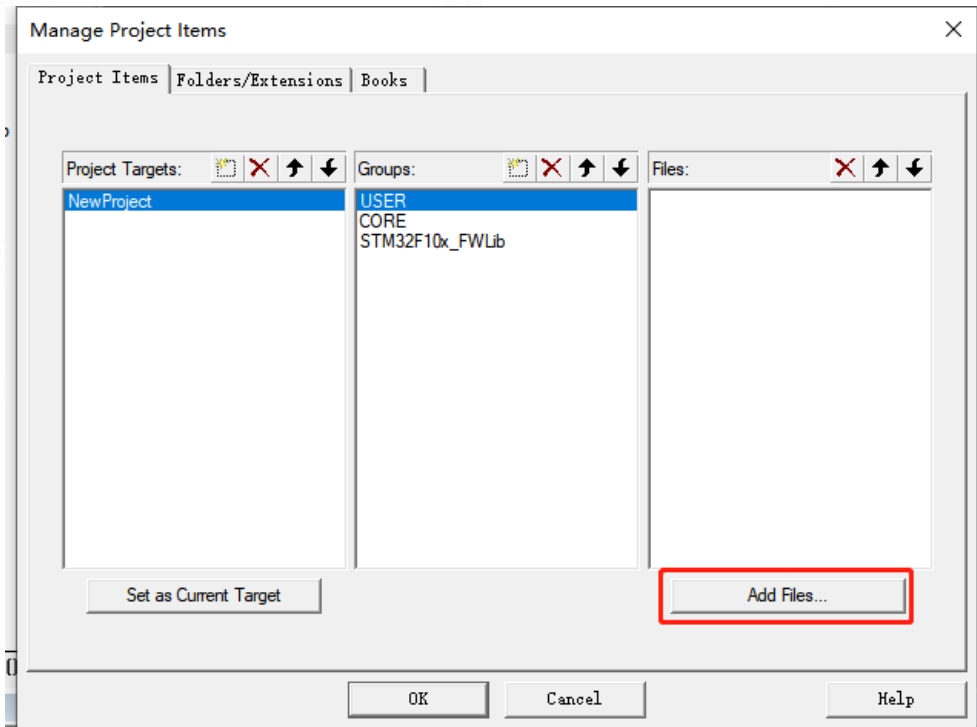 Manage Project Items
Project Items Folders/Extensions Books
Project Targets: Groups: Files:
NewProject
USER
CORE
STM32F10x_FWLib
Set as Current Target
Add Files...
OK Cancel Help